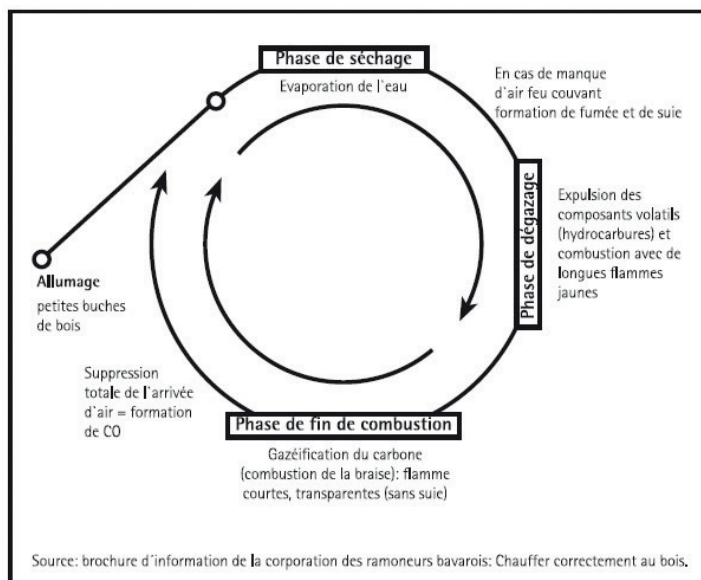 Phase de séchage
Evaporation de l`eau
En cas de manque
d`air feu couvant
formation de fumée et de suie
Phase de dégazage
Expulsion des
composants volatils
(hydrocarbures) et
combustion avec de
longues flammes
jaunes
Allumage
petites buches
de bois
Suppression
totale de l`arrivée
d`air = formation
de CO
Phase de fin de combustion
Gazéification du carbone
(combustion de la braise): flamme
courtes, transparentes (sans suie)
Source: brochure d´information de la corporation des ramoneurs bavarois: Chauffer correctement au bois.